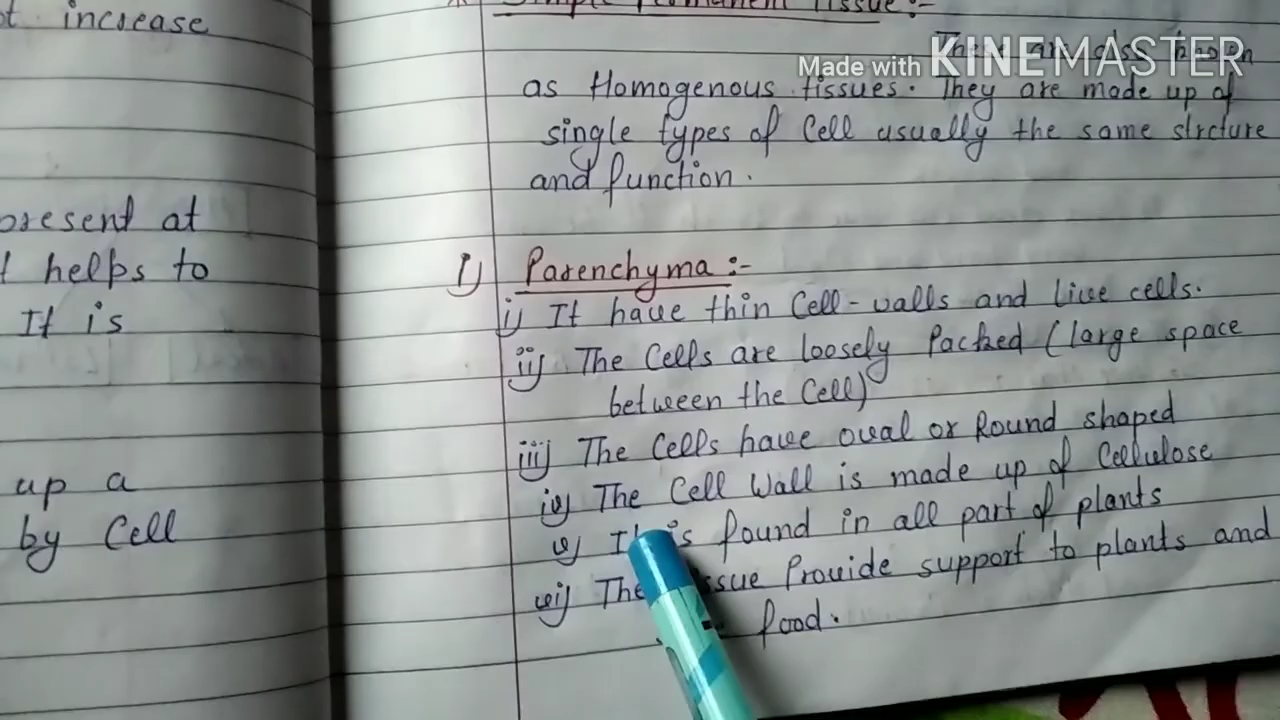 t increase
present at
t helps to
It is
up a
by Cell
Simple Permanent Tissue :-
Made with KINEMASTER
as Homogenous tissues. They are made up of
single types of Cell usually the same strcture
and function.
1) Parenchyma :-
i) It have thin Cell-walls and live cells.
ii) The Cells are loosely Packed (large space
between the Cell)
iii) The Cells have oval or Round shaped
iv) The Cell Wall is made up of Cellulose
v) It is found in all part of plants
vi) The Provide support to plants and
food.